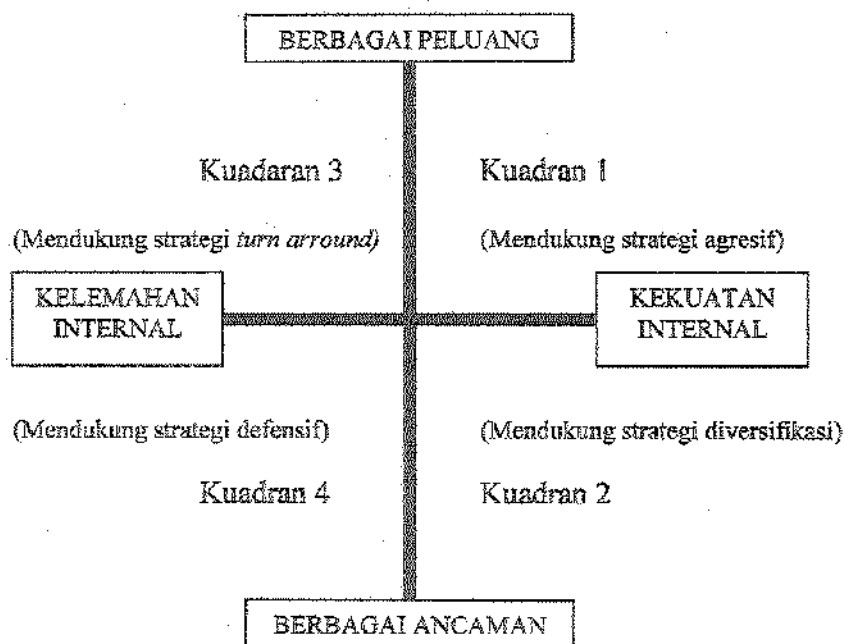 BERBAGAI PELUANG
Kuadaran 3
Kuadran 1
(Mendukung strategi turn arround)
(Mendukung strategi agresif)
KELEMAHAN
INTERNAL
KEKUATAN
INTERNAL
(Mendukung strategi defensif)
(Mendukung strategi diversifikasi)
Kuadran 4
Kuadran 2
BERBAGAI ANCAMAN